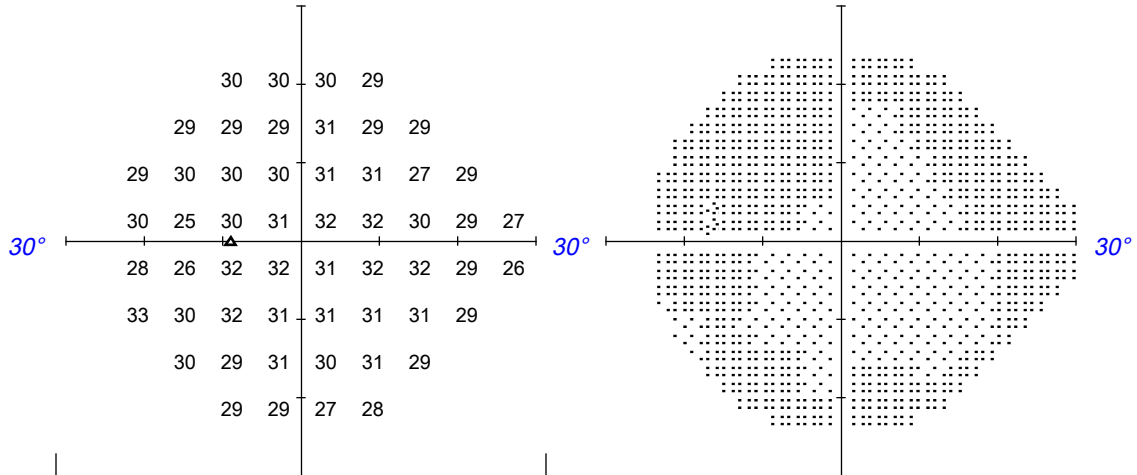 30 30 30 29
29 29 29 31 29 29
29 30 30 30 31 31 27 29
30 25 30 31 32 32 30 29 27
30° 30° 30°
28 26 32 32 31 32 32 29 26
33 30 32 31 31 31 31 29
30 29 31 30 31 29
29 29 27 28